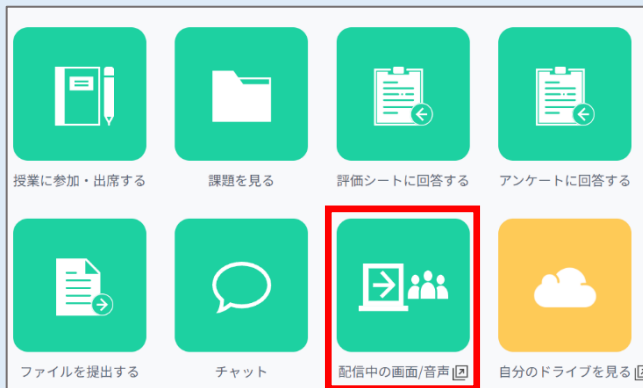 授業に参加・出席する
課題を見る
評価シートに回答する
アンケートに回答する
ファイルを提出する
チャット
配信中の画面/音声
自分のドライブを見る